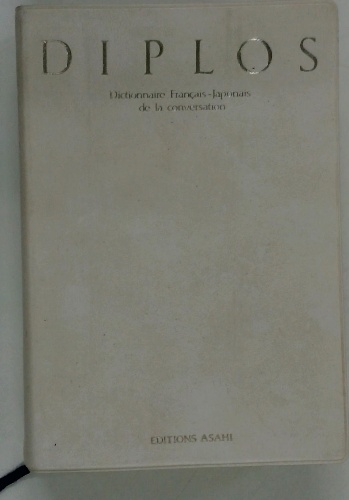 DIPLOS
Dictionnaire Français-Japonais
de la conversation
EDITIONS ASAHI